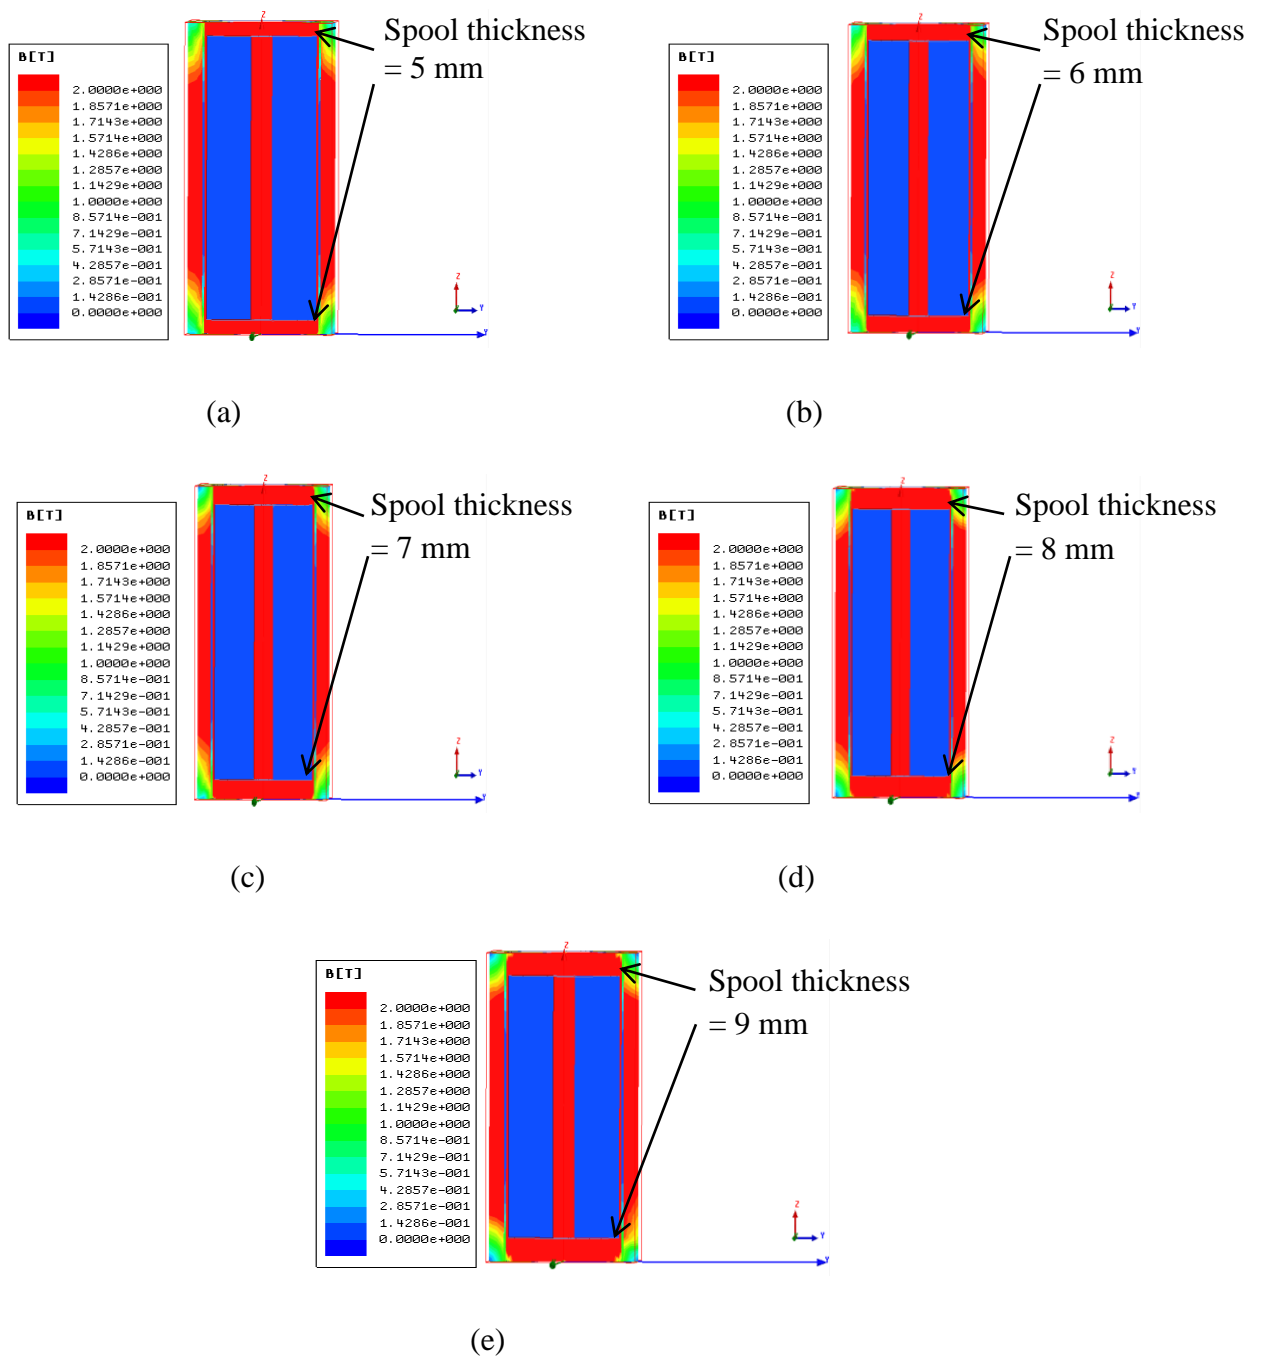 Spool thickness
= 5 mm
B[T]
2.0000e+000
1.8571e+000
1.7143e+000
1.5714e+000
1.4286e+000
1.2857e+000
1.1429e+000
1.0000e+000
8.5714e-001
7.1429e-001
5.7143e-001
4.2857e-001
2.8571e-001
1.4286e-001
0.0000e+000
Z
Z
Y
Y
(a)
Spool thickness
= 6 mm
B[T]
2.0000e+000
1.8571e+000
1.7143e+000
1.5714e+000
1.4286e+000
1.2857e+000
1.1429e+000
1.0000e+000
8.5714e-001
7.1429e-001
5.7143e-001
4.2857e-001
2.8571e-001
1.4286e-001
0.0000e+000
Z
Z
Y
Y
(b)
Spool thickness
= 7 mm
B[T]
2.0000e+000
1.8571e+000
1.7143e+000
1.5714e+000
1.4286e+000
1.2857e+000
1.1429e+000
1.0000e+000
8.5714e-001
7.1429e-001
5.7143e-001
4.2857e-001
2.8571e-001
1.4286e-001
0.0000e+000
Z
Z
Y
Y
(c)
Spool thickness
= 8 mm
B[T]
2.0000e+000
1.8571e+000
1.7143e+000
1.5714e+000
1.4286e+000
1.2857e+000
1.1429e+000
1.0000e+000
8.5714e-001
7.1429e-001
5.7143e-001
4.2857e-001
2.8571e-001
1.4286e-001
0.0000e+000
Z
Z
Y
Y
(d)
Spool thickness
= 9 mm
B[T]
2.0000e+000
1.8571e+000
1.7143e+000
1.5714e+000
1.4286e+000
1.2857e+000
1.1429e+000
1.0000e+000
8.5714e-001
7.1429e-001
5.7143e-001
4.2857e-001
2.8571e-001
1.4286e-001
0.0000e+000
Z
Z
Y
Y
(e)